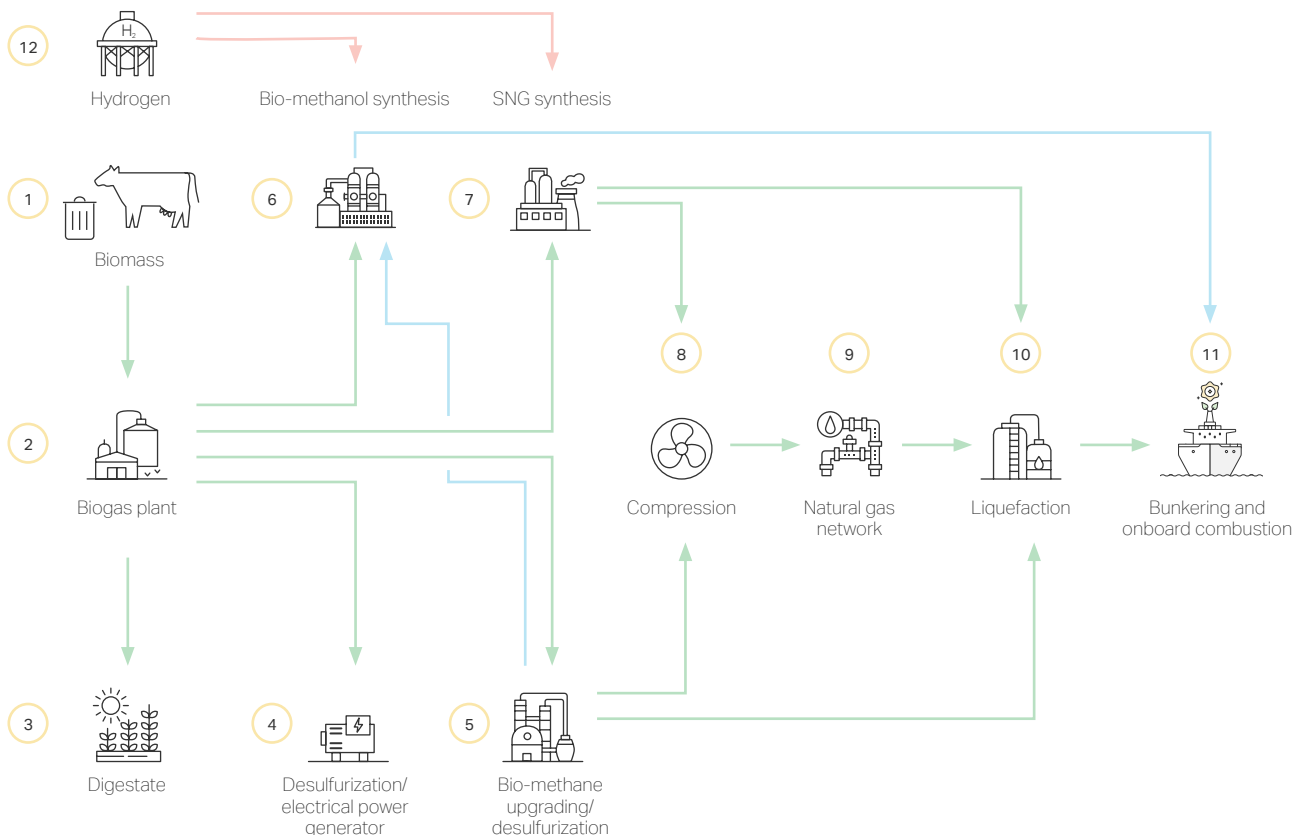 12
H₂
Hydrogen
Bio-methanol synthesis
SNG synthesis
1
Biomass
6
7
2
Biogas plant
8
Compression
9
Natural gas
network
10
Liquefaction
11
Bunkering and
onboard combustion
3
Digestate
4
Desulfurization/
electrical power
generator
5
Bio-methane
upgrading/
desulfurization